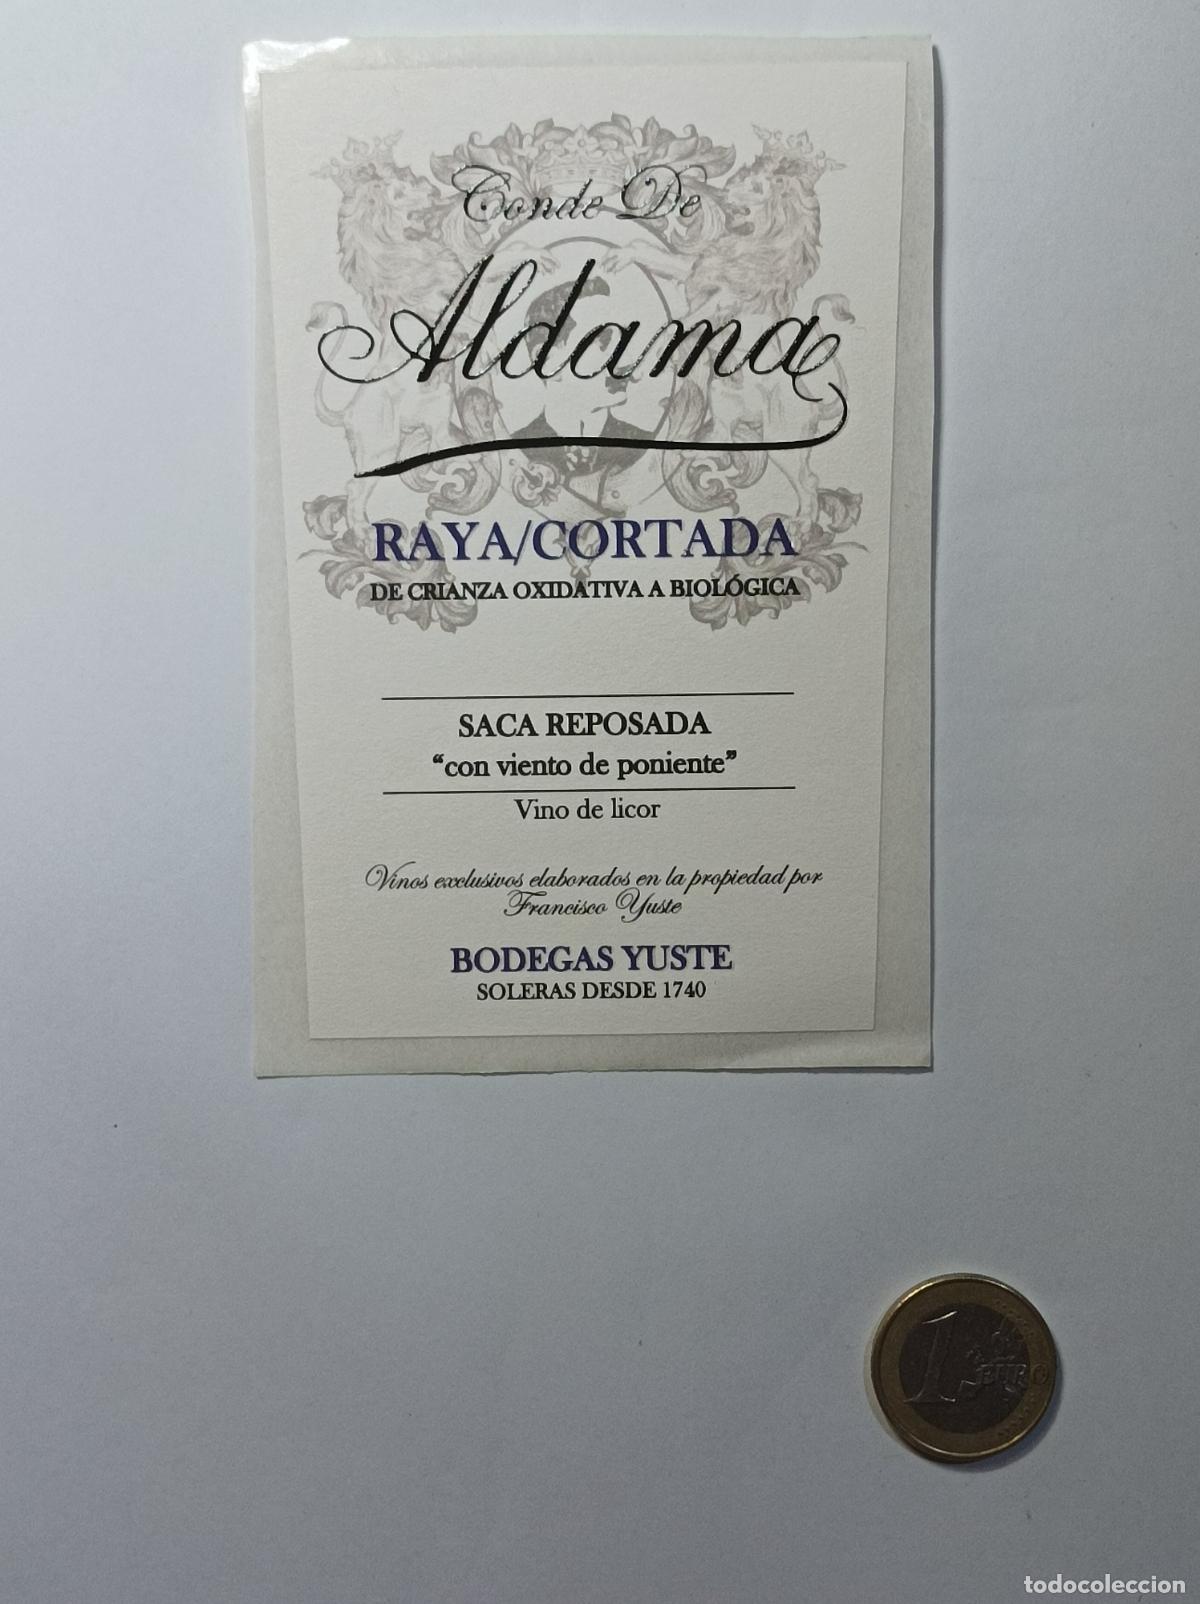 Conde De
Aldama
RAYA/CORTADA
DE CRIANZA OXIDATIVA A BIOLÓGICA
SACA REPOSADA
“con viento de poniente”
Vino de licor
Vinos exclusivos elaborados en la propiedad por
Francisco Yuste
BODEGAS YUSTE
SOLERAS DESDE 1740
1 EURO
todocoleccion